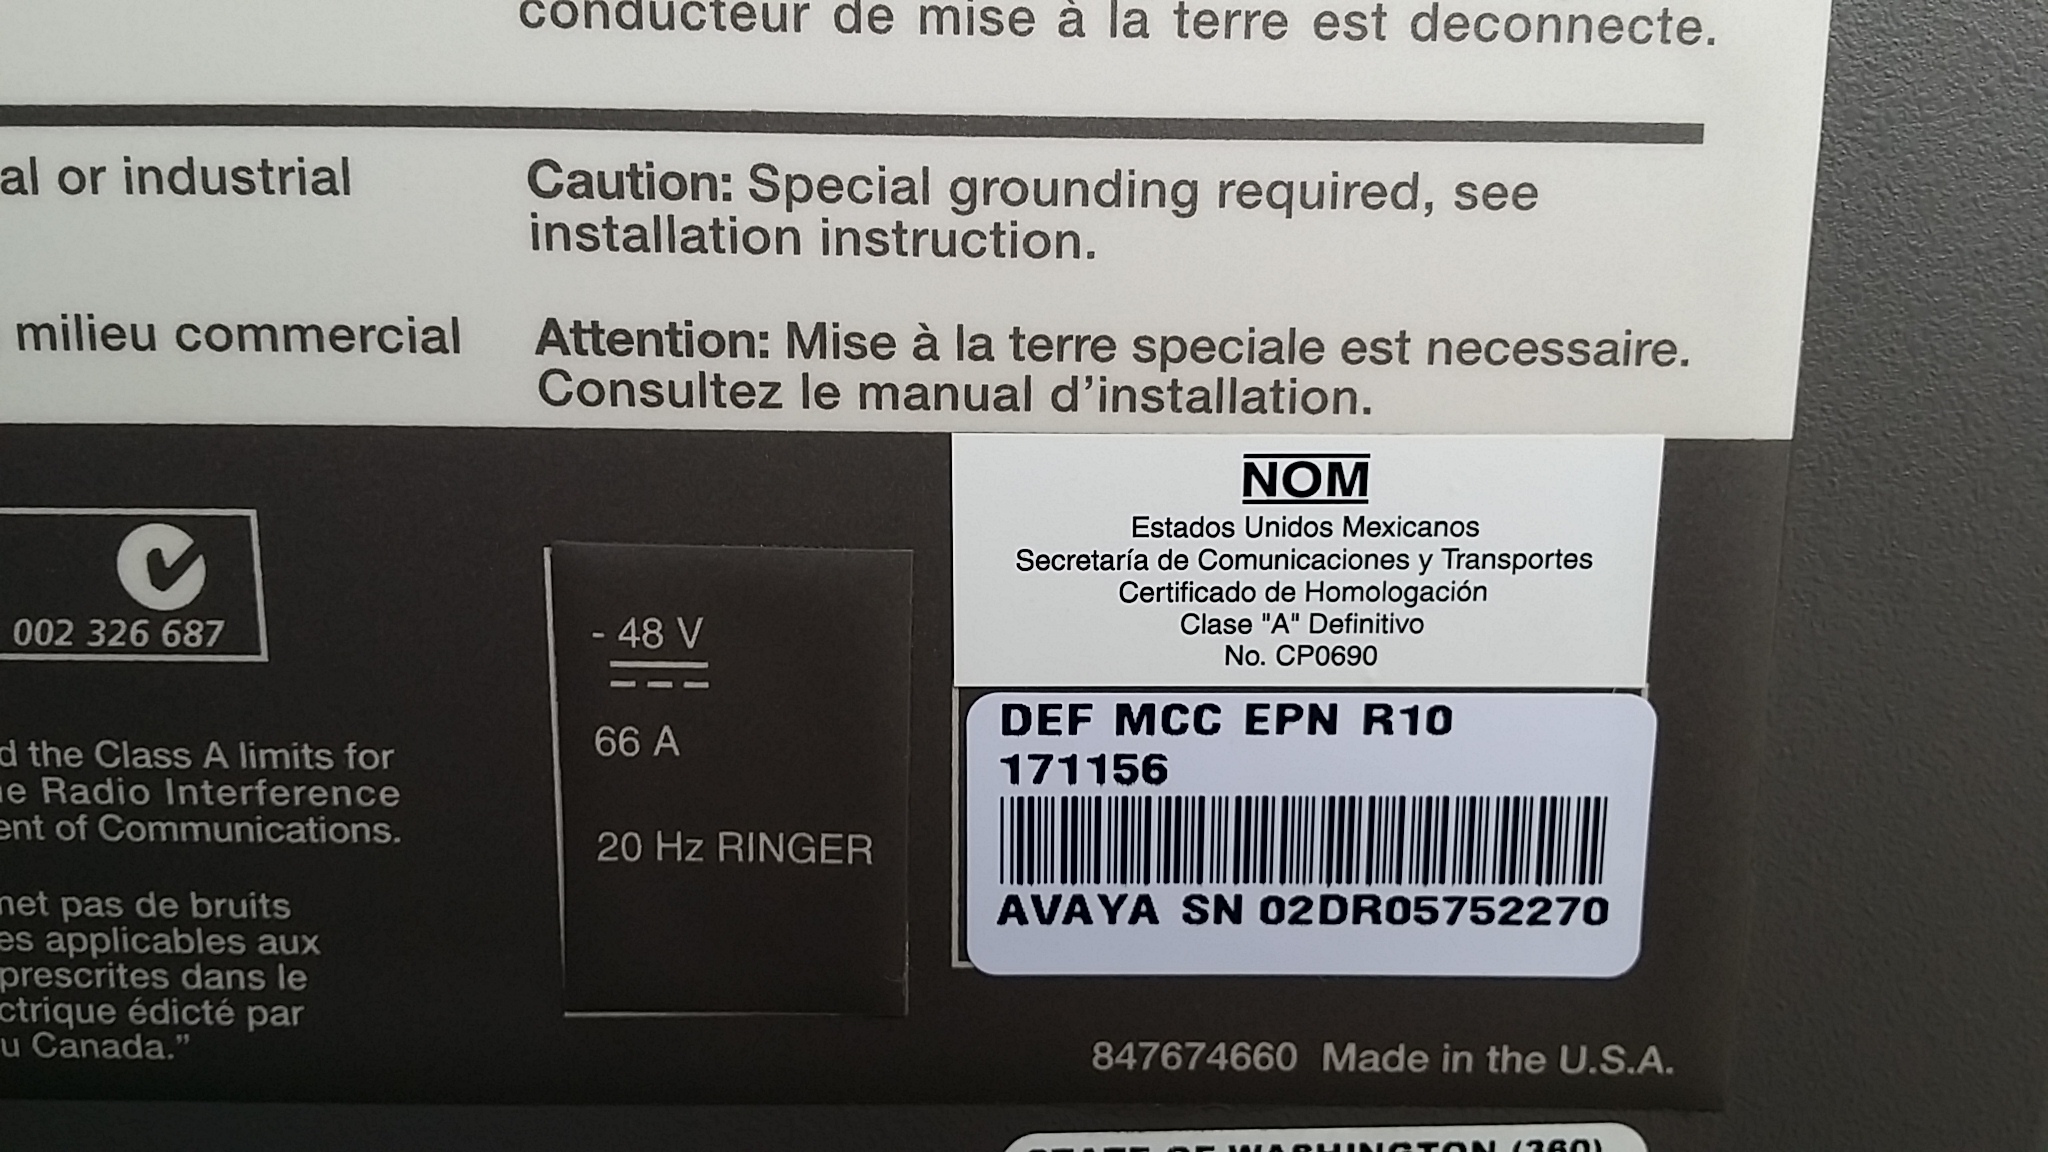 conducteur de mise à la terre est deconnecte.
al or industrial
Caution: Special grounding required, see
installation instruction.
milieu commercial
Attention: Mise à la terre speciale est necessaire.
Consultez le manual d'installation.
002 326 687
d the Class A limits for
e Radio Interference
ent of Communications.
net pas de bruits
es applicables aux
prescrites dans le
ctrique édicté par
u Canada.”
- 48 V
66 A
20 Hz RINGER
NOM
Estados Unidos Mexicanos
Secretaría de Comunicaciones y Transportes
Certificado de Homologación
Clase "A" Definitivo
No. CP0690
DEF MCC EPN R10
171156
AVAYA SN 02DR05752270
847674660 Made in the U.S.A.
STATE OF WASHINGTON (360)